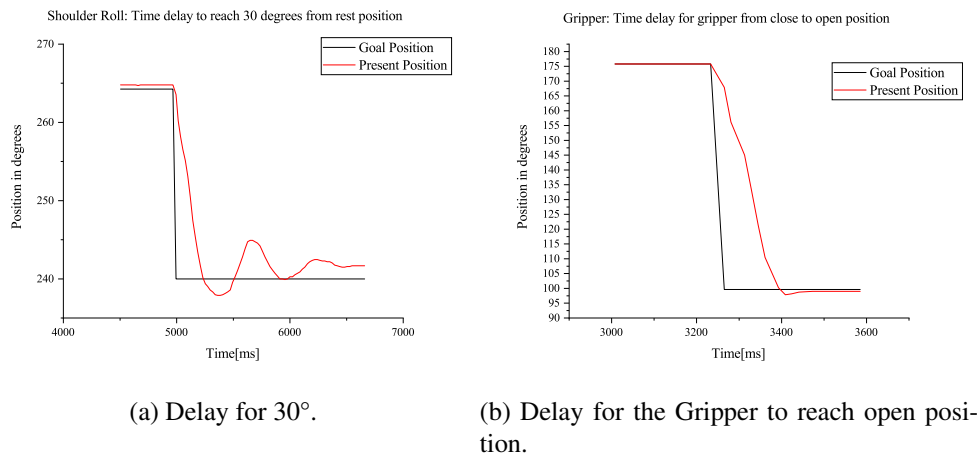 Shoulder Roll: Time delay to reach 30 degrees from rest position
270
260
250
240
4000
5000
6000
7000
Position in degrees
Time[ms]
Goal Position
Present Position
(a) Delay for 30°.
Gripper: Time delay for gripper from close to open position
180
175
170
165
160
155
150
145
140
135
130
125
120
115
110
105
100
95
90
3000
3200
3400
3600
Position in degrees
Time[ms]
Goal Position
Present Position
(b) Delay for the Gripper to reach open posi-
tion.